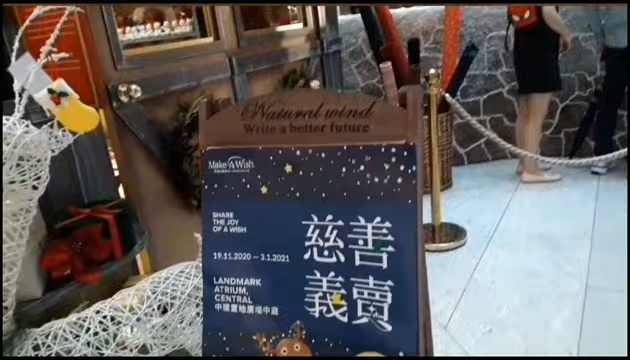 Natural wind
Write a better future
Make-A-Wish
SHARE
THE JOY
OF A WISH
19.11.2020 — 3.1.2021
LANDMARK
ATRIUM,
CENTRAL
中環置地廣場中庭
慈善
義賣